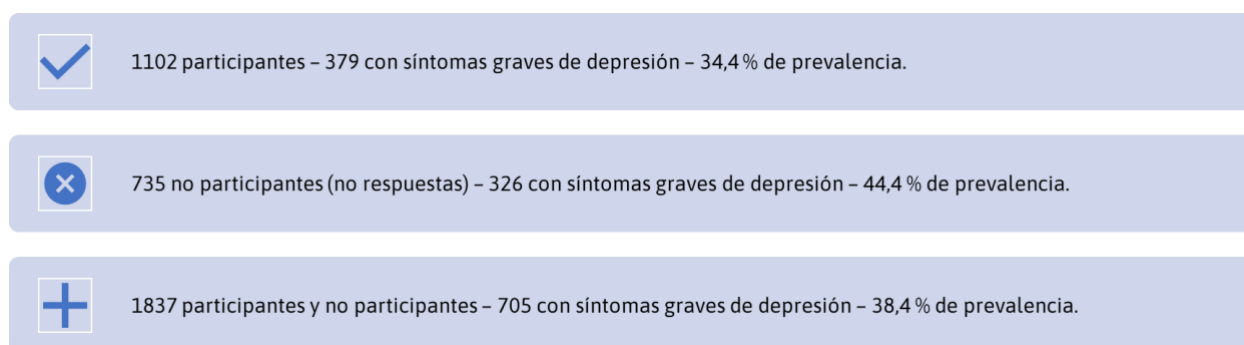 1102 participantes – 379 con síntomas graves de depresión – 34,4 % de prevalencia.
735 no participantes (no respuestas) – 326 con síntomas graves de depresión – 44,4 % de prevalencia.
1837 participantes y no participantes – 705 con síntomas graves de depresión – 38,4 % de prevalencia.